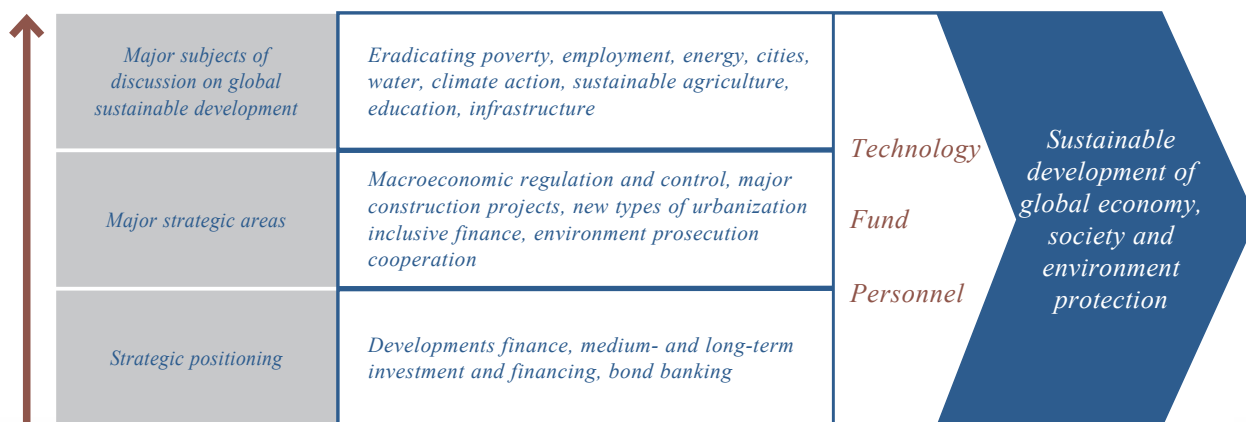 Major subjects of
discussion on global
sustainable development
Eradicating poverty, employment, energy, cities,
water, climate action, sustainable agriculture,
education, infrastructure
Major strategic areas
Macroeconomic regulation and control, major
construction projects, new types of urbanization
inclusive finance, environment prosecution
cooperation
Strategic positioning
Developments finance, medium- and long-term
investment and financing, bond banking
Technology
Fund
Personnel
Sustainable
development of
global economy,
society and
environment
protection